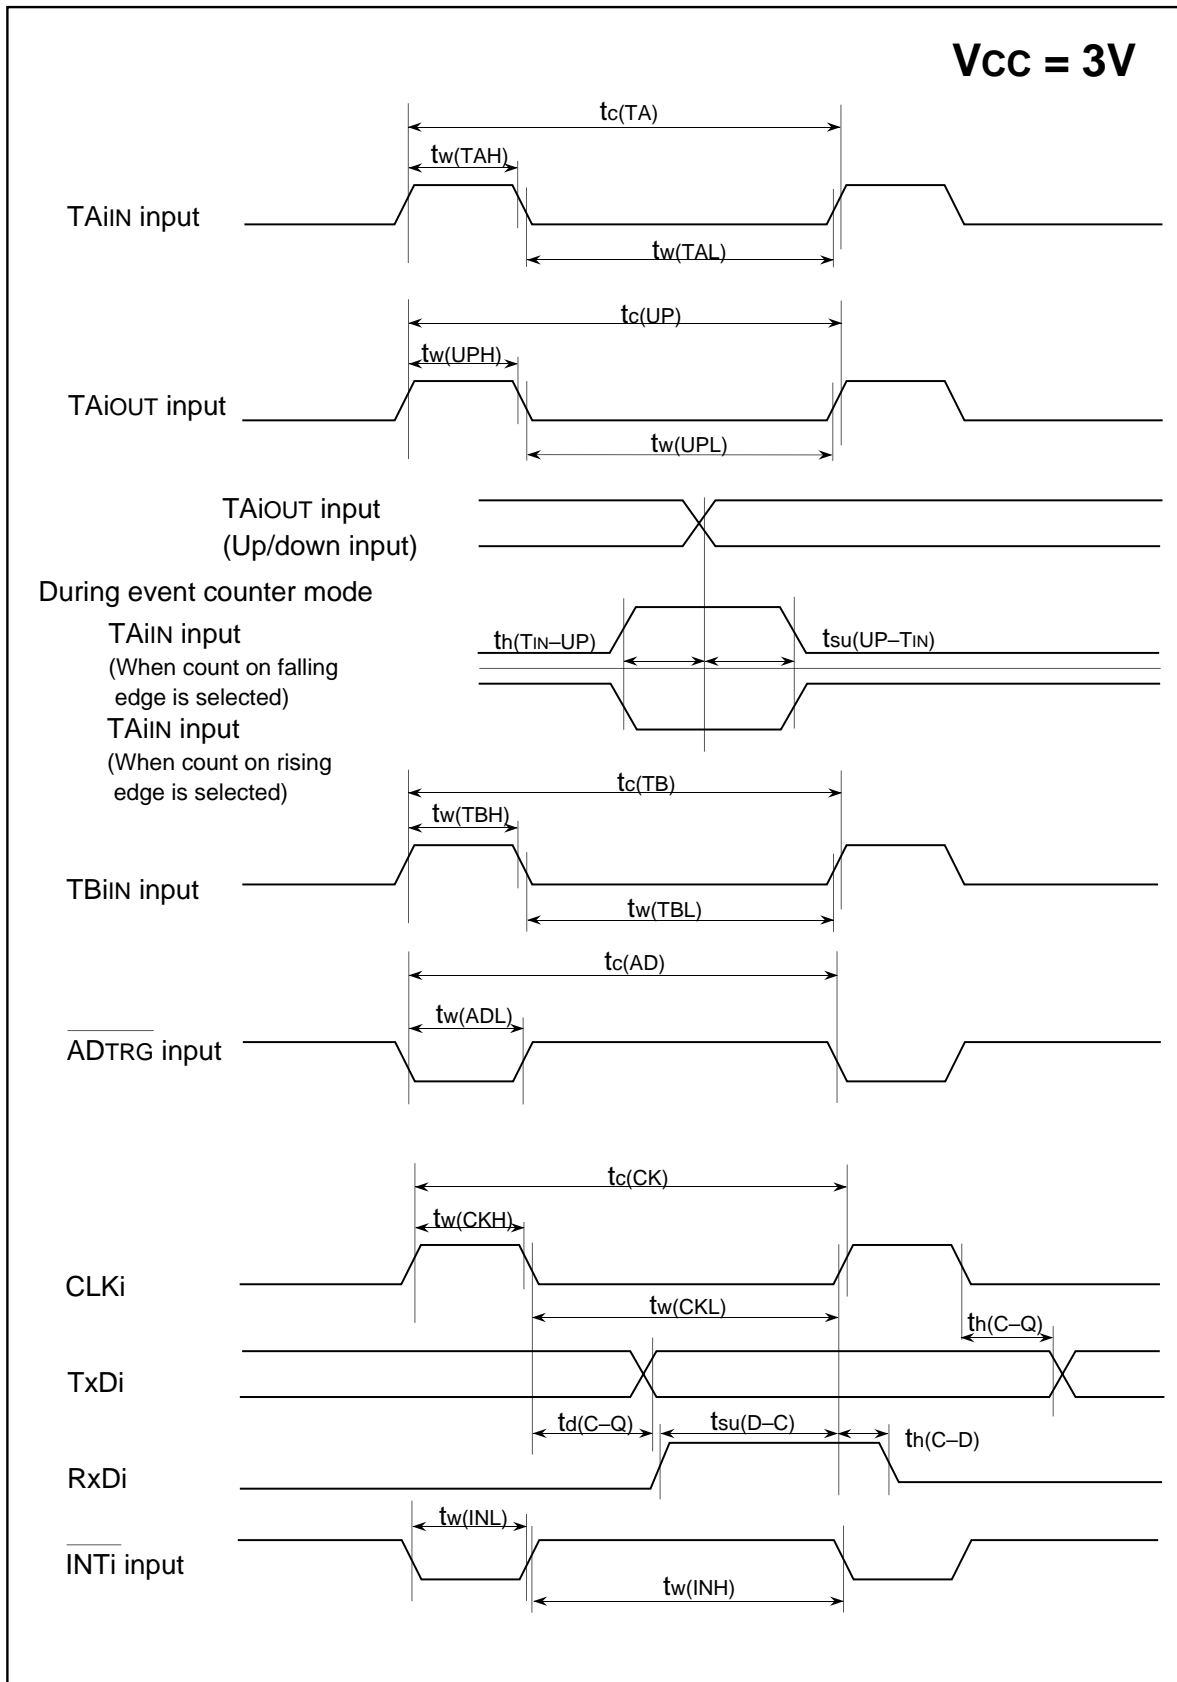 VCC = 3V
tc(TA)
tw(TAH)
TAiIN input
tw(TAL)
tc(UP)
tw(UPH)
TAiOUT input
tw(UPL)
TAiOUT input
(Up/down input)
During event counter mode
TAiIN input
(When count on falling
edge is selected)
th(TIN–UP)
tsu(UP–TIN)
TAiIN input
(When count on rising
edge is selected)
tc(TB)
tw(TBH)
TBiIN input
tw(TBL)
tc(AD)
tw(ADL)
ADTRG input
tc(CK)
tw(CKH)
CLKi
tw(CKL)
th(C–Q)
TxDi
td(C–Q)
tsu(D–C)
th(C–D)
RxDi
tw(INL)
INTi input
tw(INH)